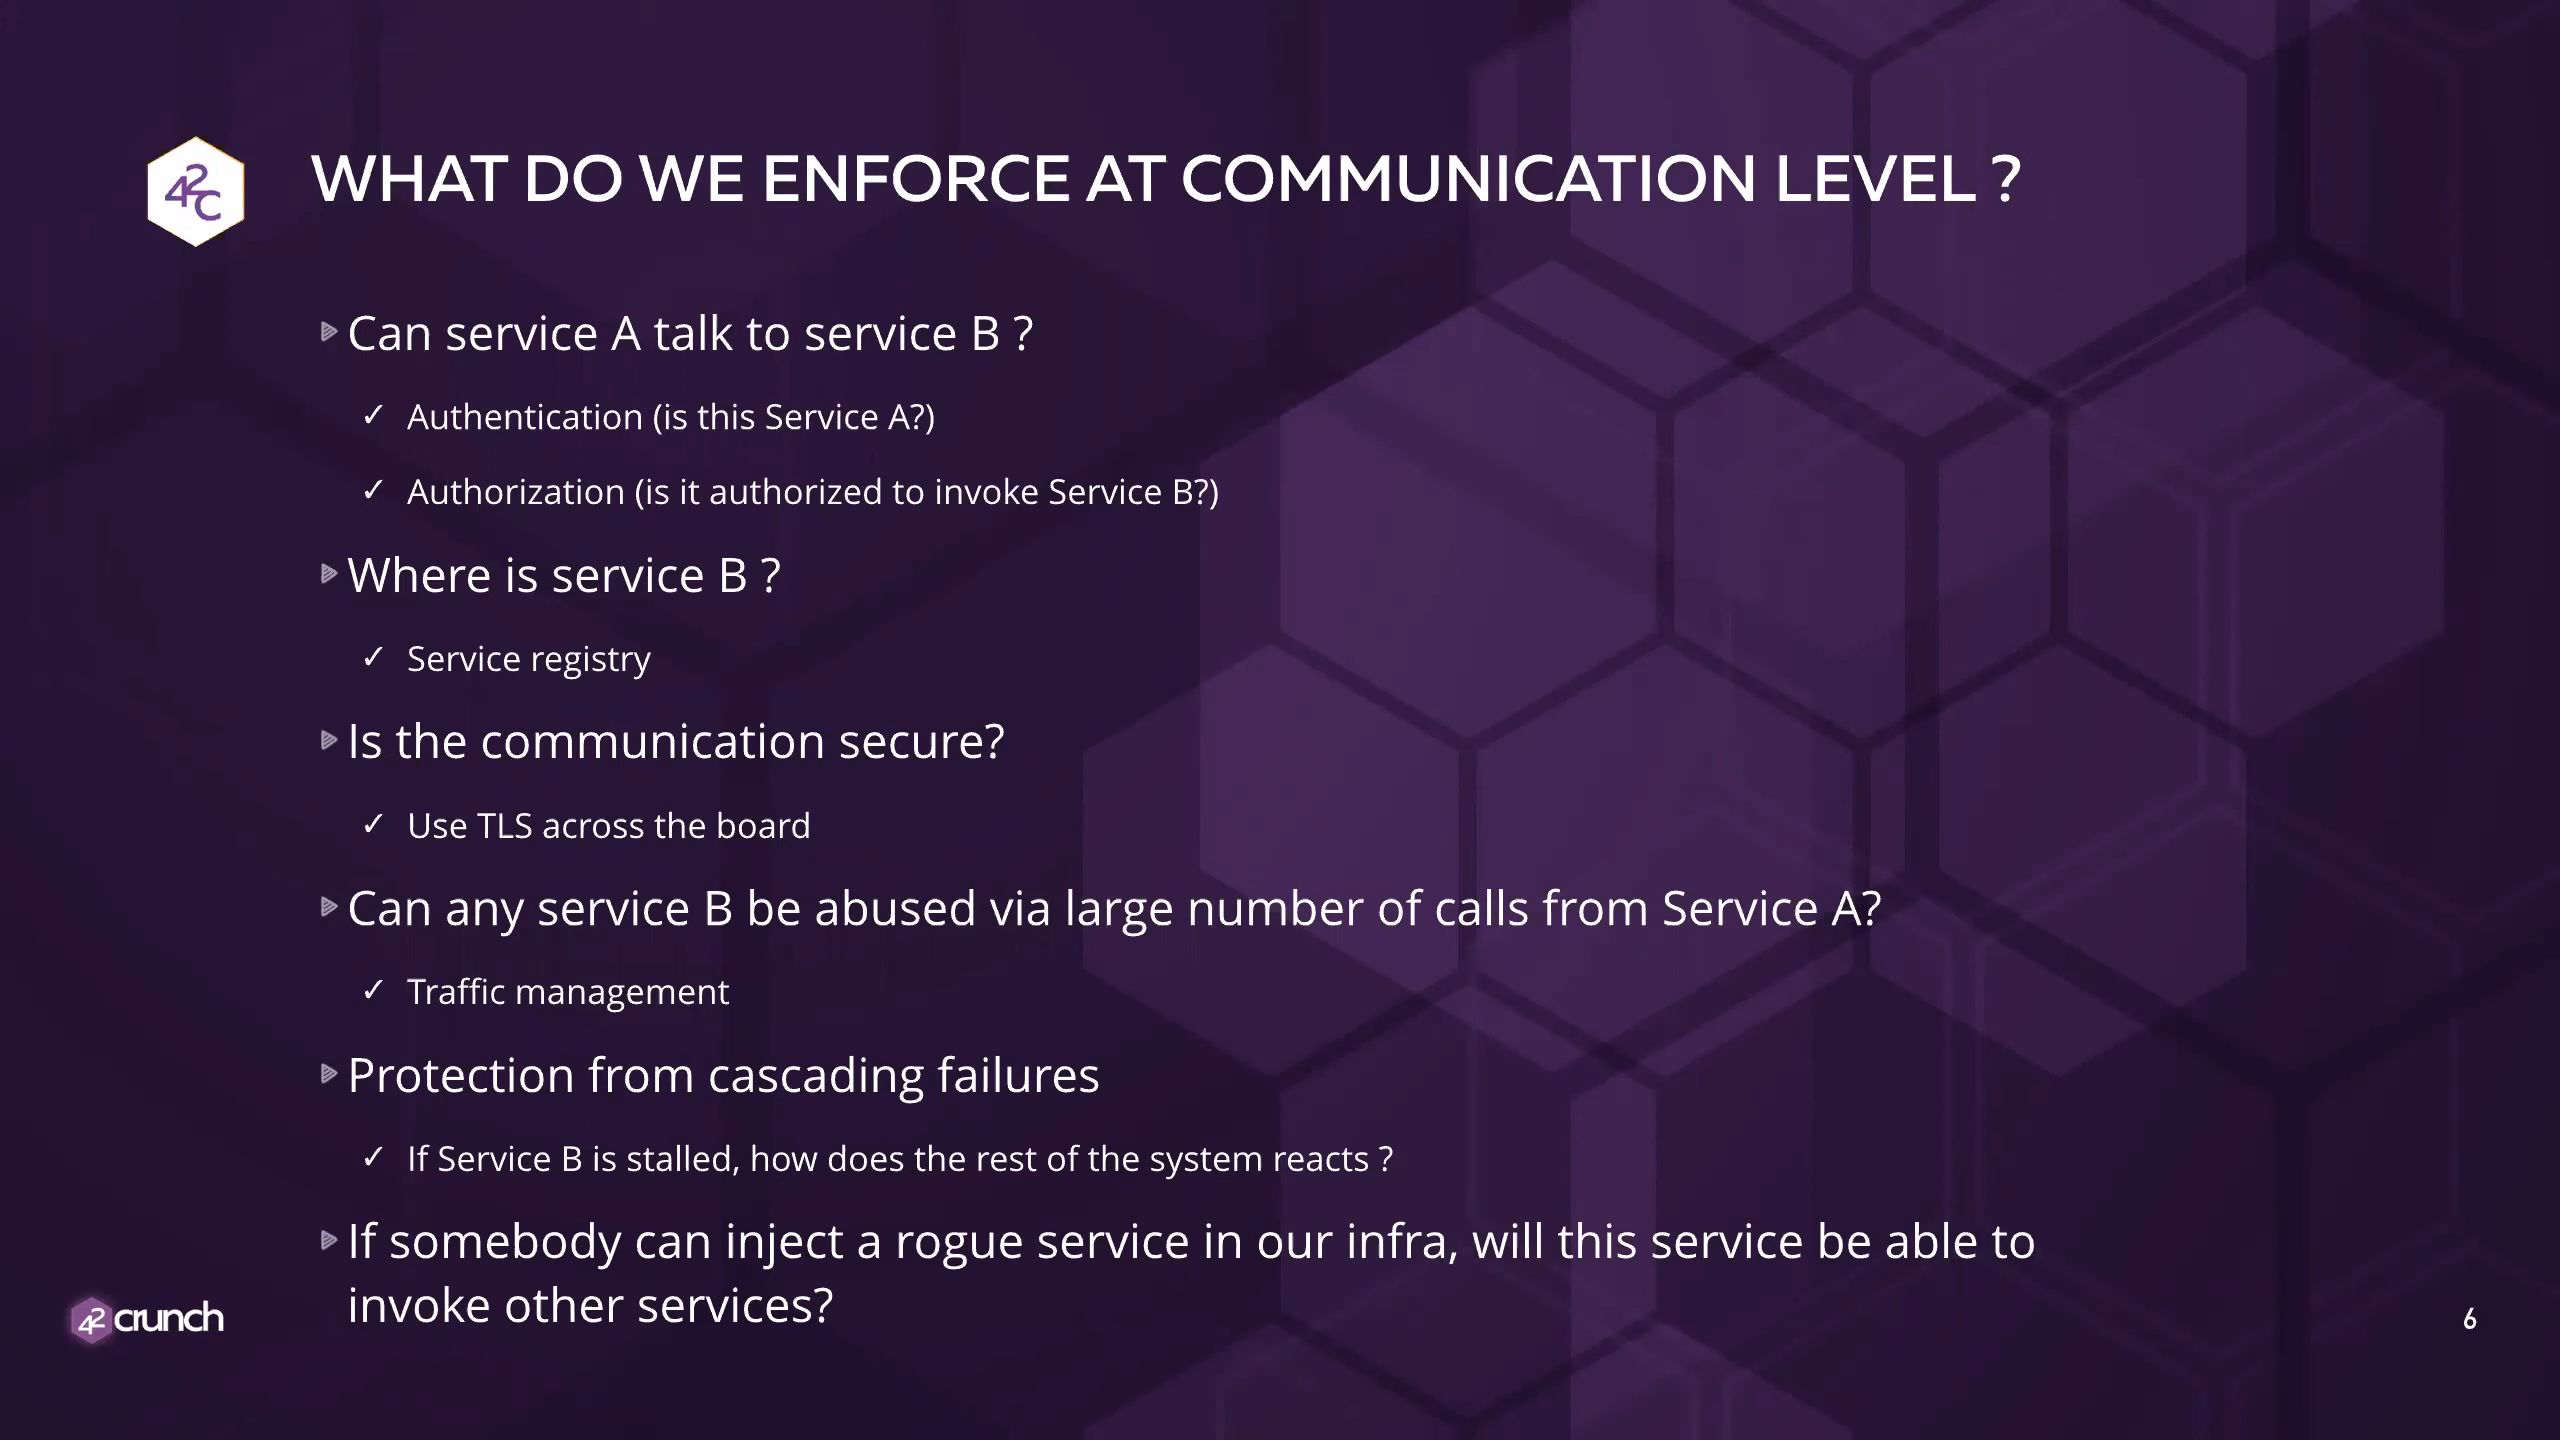 42C
WHAT DO WE ENFORCE AT COMMUNICATION LEVEL ?
Can service A talk to service B ?
✓ Authentication (is this Service A?)
✓ Authorization (is it authorized to invoke Service B?)
Where is service B ?
✓ Service registry
Is the communication secure?
✓ Use TLS across the board
Can any service B be abused via large number of calls from Service A?
✓ Traffic management
Protection from cascading failures
✓ If Service B is stalled, how does the rest of the system reacts ?
If somebody can inject a rogue service in our infra, will this service be able to
invoke other services?
42crunch
6